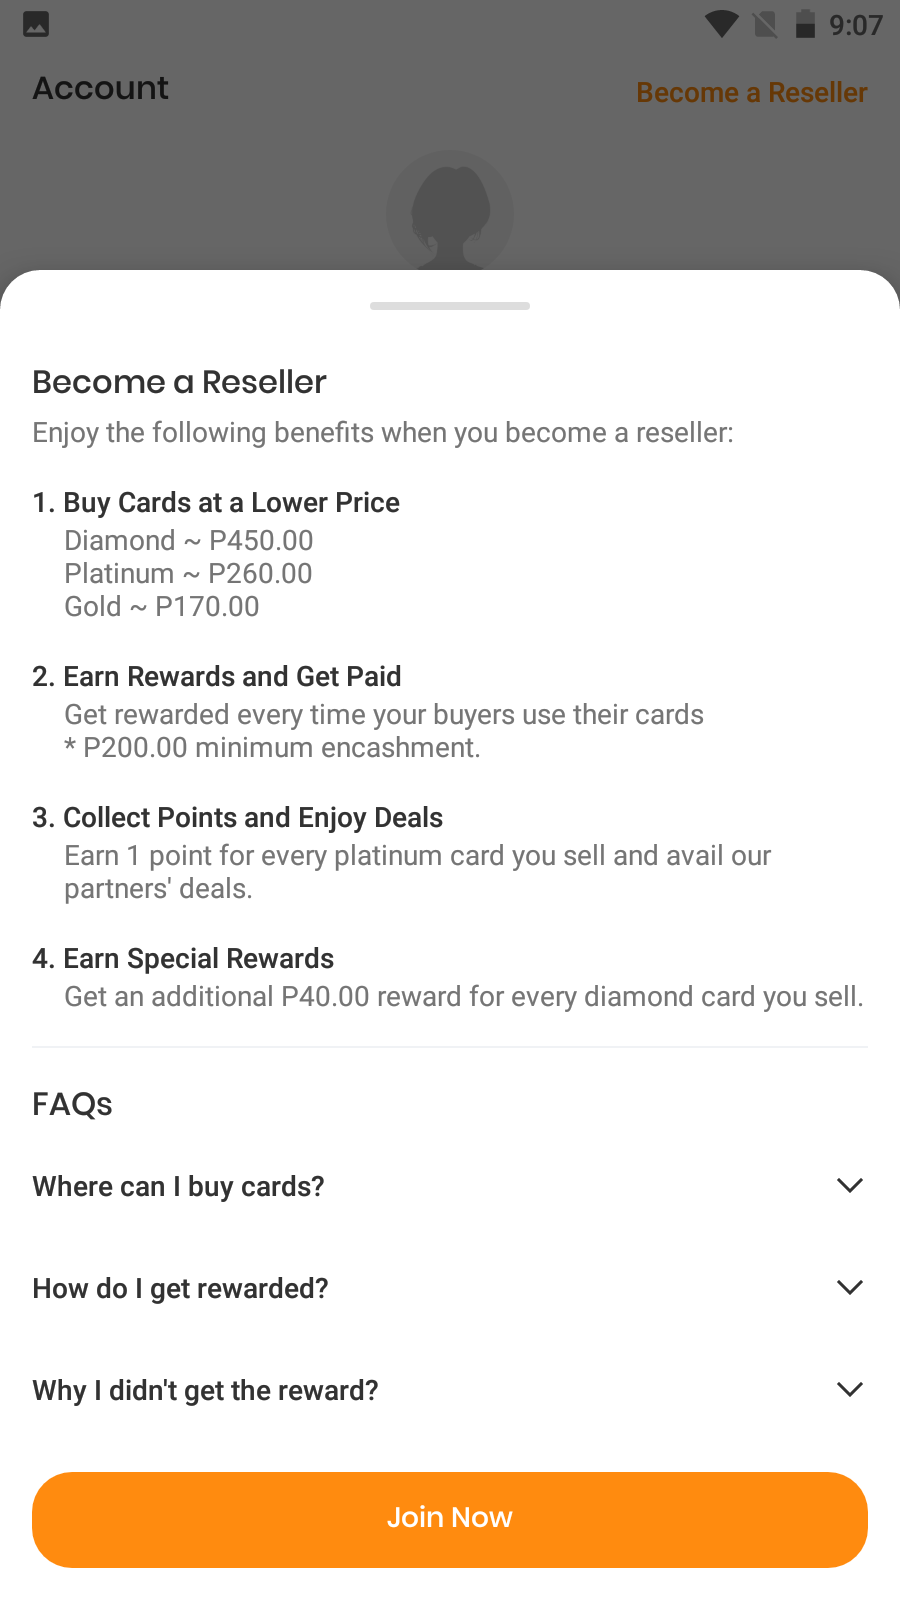 9:07
Account
Become a Reseller
Become a Reseller
Enjoy the following benefits when you become a reseller:
1. Buy Cards at a Lower Price
Diamond ~ P450.00
Platinum ~ P260.00
Gold ~ P170.00
2. Earn Rewards and Get Paid
Get rewarded every time your buyers use their cards
* P200.00 minimum encashment.
3. Collect Points and Enjoy Deals
Earn 1 point for every platinum card you sell and avail our
partners' deals.
4. Earn Special Rewards
Get an additional P40.00 reward for every diamond card you sell.
FAQs
Where can I buy cards?
How do I get rewarded?
Why I didn't get the reward?
Join Now